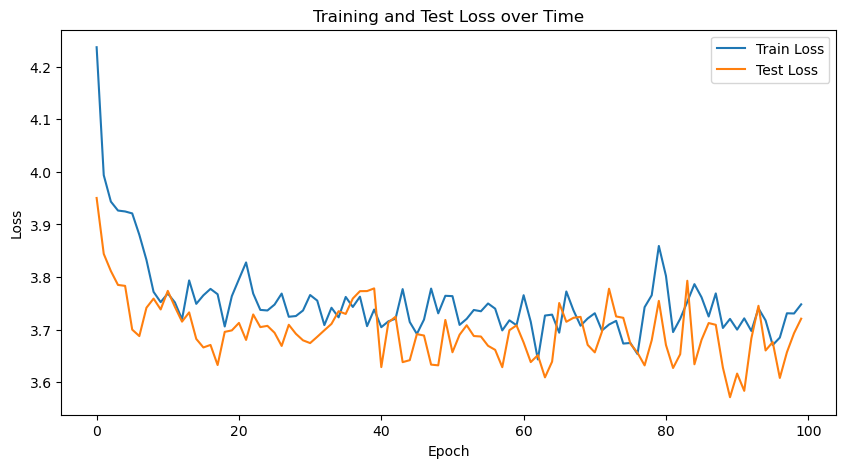 Training and Test Loss over Time
Train Loss
Test Loss
4.2
4.1
4.0
3.9
3.8
3.7
3.6
Loss
0
20
40
60
80
100
Epoch